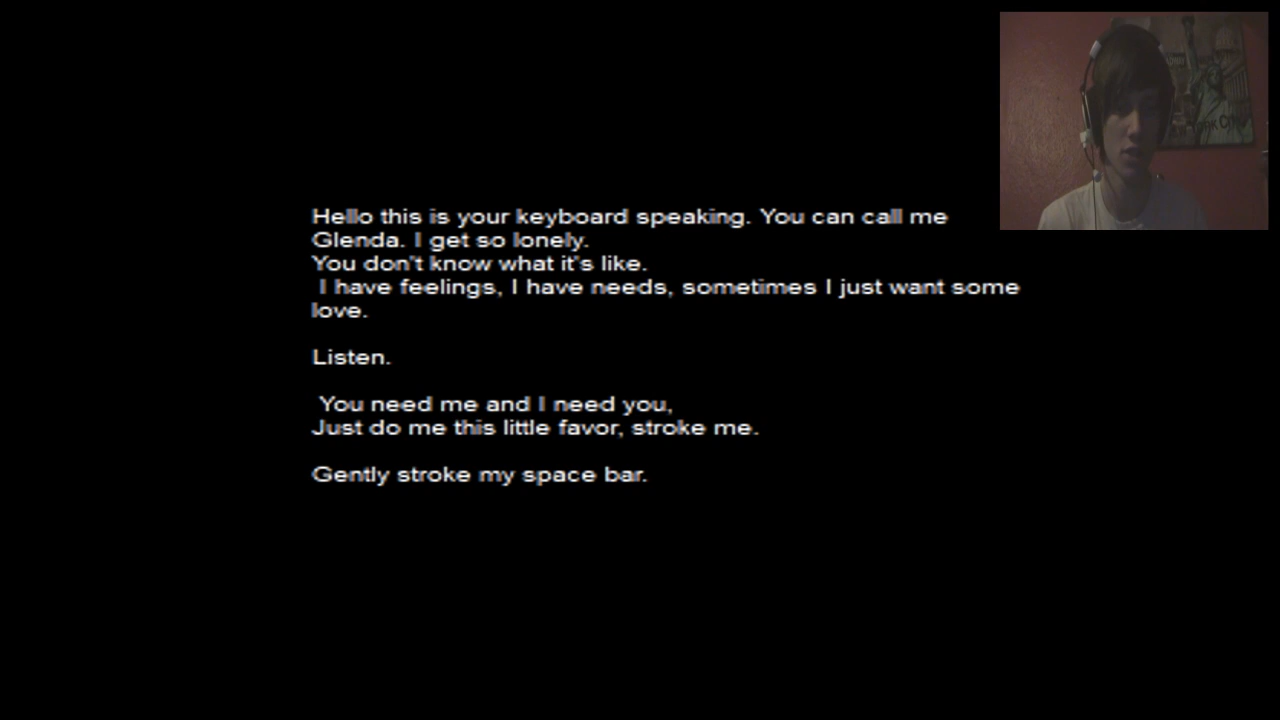 Hello this is your keyboard speaking. You can call me
Glenda. I get so lonely.
You don't know what it's like.
I have feelings, I have needs, sometimes I just want some
love.
Listen.
You need me and I need you,
Just do me this little favor, stroke me.
Gently stroke my space bar.